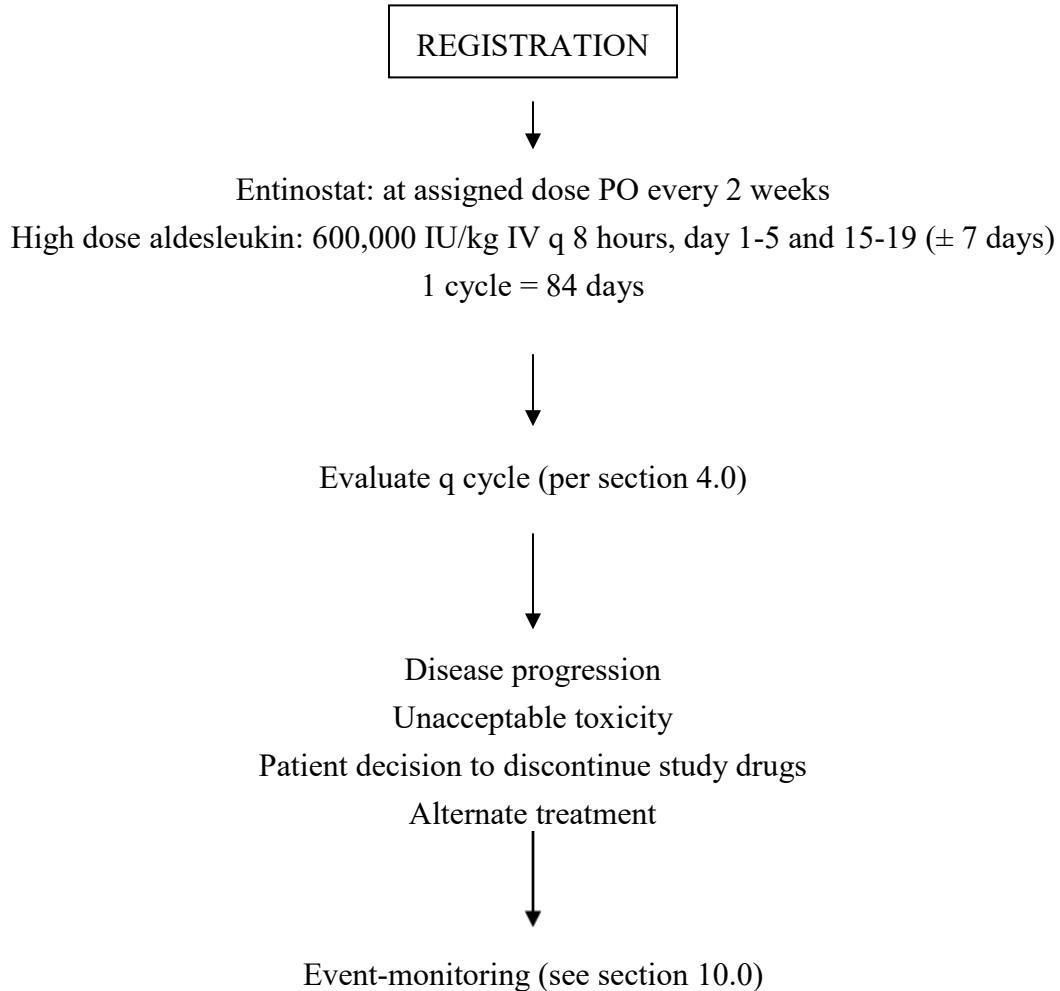 REGISTRATION
Entinostat: at assigned dose PO every 2 weeks
High dose aldesleukin: 600,000 IU/kg IV q 8 hours, day 1-5 and 15-19 (± 7 days)
1 cycle = 84 days
Evaluate q cycle (per section 4.0)
Disease progression
Unacceptable toxicity
Patient decision to discontinue study drugs
Alternate treatment
Event-monitoring (see section 10.0)